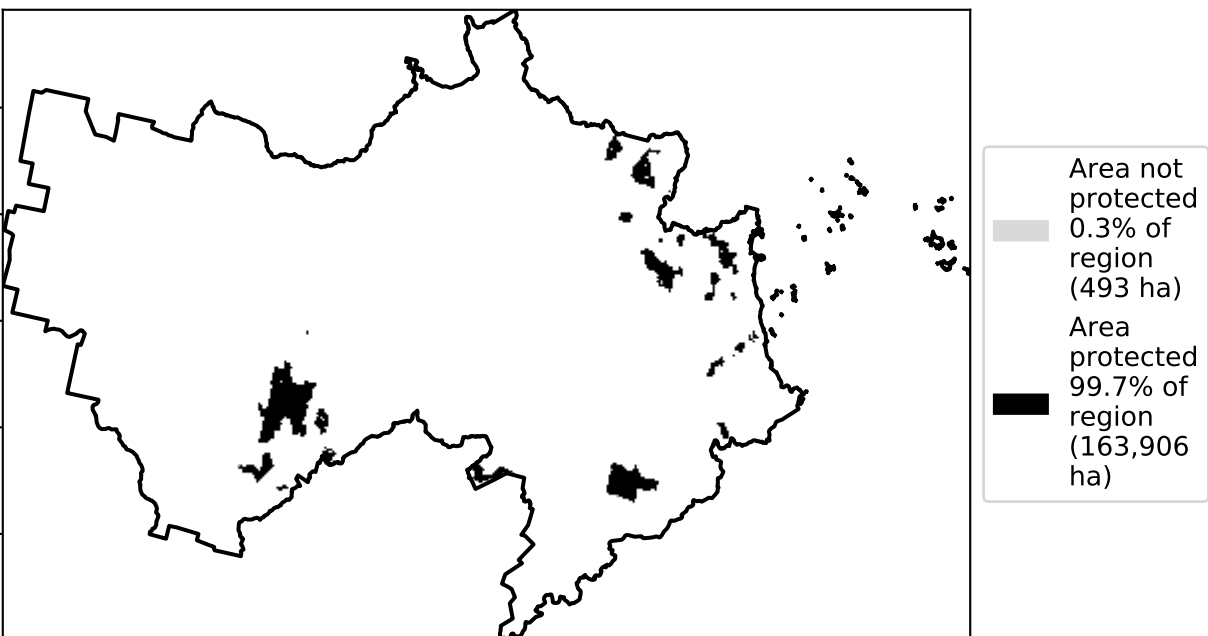 Area not
protected
0.3% of
region
(493 ha)
Area
protected
99.7% of
region
(163,906
ha)